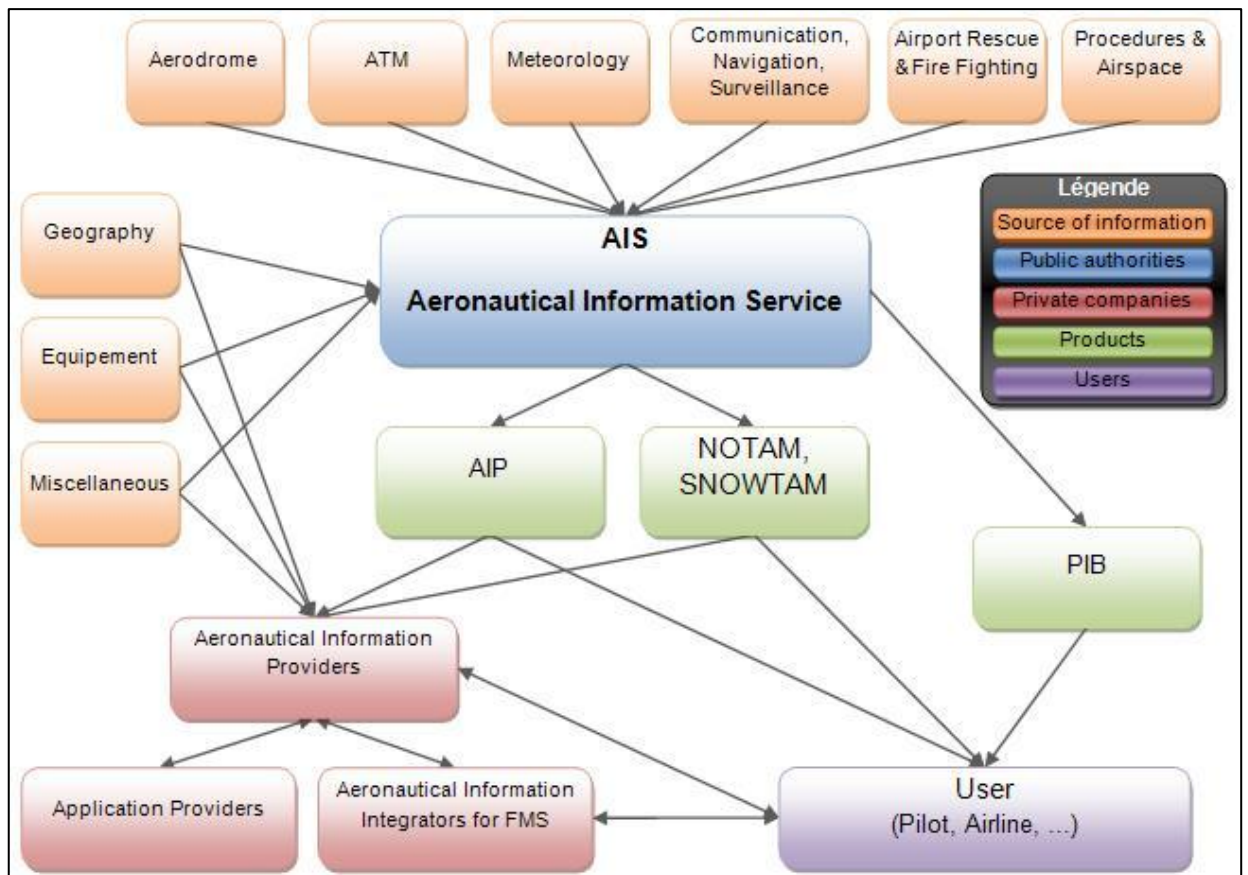 Aerodrome
ATM
Meteorology
Communication,
Navigation,
Surveillance
Airport Rescue
& Fire Fighting
Procedures &
Airspace
Geography
Equipement
Miscellaneous
AIS
Aeronautical Information Service
Légende
Source of information
Public authorities
Private companies
Products
Users
AIP
NOTAM,
SNOWTAM
PIB
Aeronautical Information
Providers
Application Providers
Aeronautical Information
Integrators for FMS
User
(Pilot, Airline, ...)